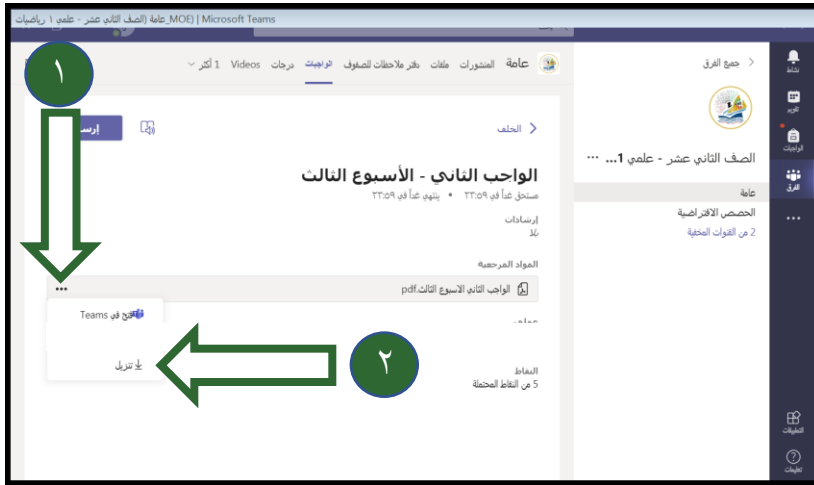 عامة (الصف الثاني عشر - علمي ١ رياضيات_MOE) | Microsoft Teams
نشاط
تقويم
الواجبات
الفرق
التطبيقات
تعليمات
جميع الفرق
الصف الثاني عشر - علمي 1... ...
عامة
الحصص الافتراضية
2 من القنوات المخفية
عامة المنشورات ملفات دفتر ملاحظات للصفوف الواجبات درجات Videos 1 أكثر
الخلف
الواجب الثاني - الأسبوع الثالث
مستحق غداً في ٢٣:٥٩ • ينتهي غداً في ٢٣:٥٩
إرشادات
بلا
المواد المرجعية
الواجب الثاني الاسبوع الثالث.pdf
...
فتح في Teams
تنزيل
النقاط
5 من النقاط المحتملة
١
٢